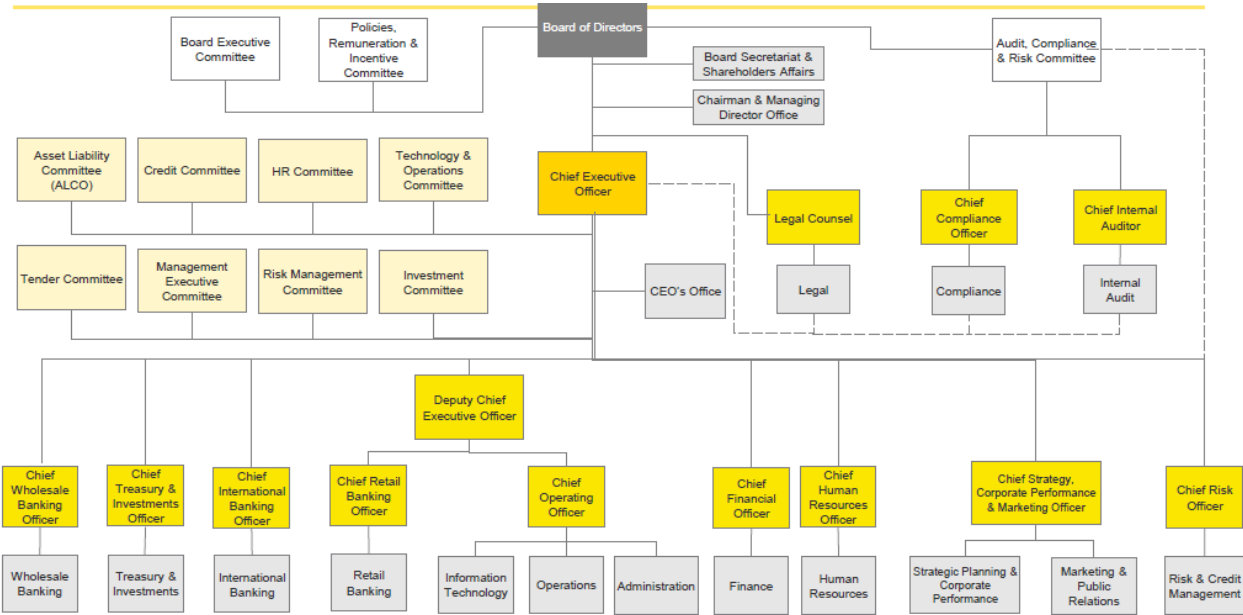 Board of Directors
Board Executive
Committee
Policies,
Remuneration &
Incentive
Committee
Audit, Compliance
& Risk Committee
Board Secretariat &
Shareholders Affairs
Chairman & Managing
Director Office
Asset Liability
Committee
(ALCO)
Credit Committee
HR Committee
Technology &
Operations
Committee
Chief Executive
Officer
Legal Counsel
Chief
Compliance
Officer
Chief Internal
Auditor
Tender Committee
Management
Executive
Committee
Risk Management
Committee
Investment
Committee
CEO's Office
Legal
Compliance
Internal
Audit
Deputy Chief
Executive Officer
Chief
Wholesale
Banking
Officer
Chief
Treasury &
Investments
Officer
Chief
International
Banking
Officer
Chief Retail
Banking
Officer
Chief
Operating
Officer
Chief
Financial
Officer
Chief
Human
Resources
Officer
Chief Strategy,
Corporate Performance
& Marketing Officer
Chief Risk
Officer
Wholesale
Banking
Treasury &
Investments
International
Banking
Retail
Banking
Information
Technology
Operations
Administration
Finance
Human
Resources
Strategic Planning &
Corporate
Performance
Marketing &
Public
Relations
Risk & Credit
Management